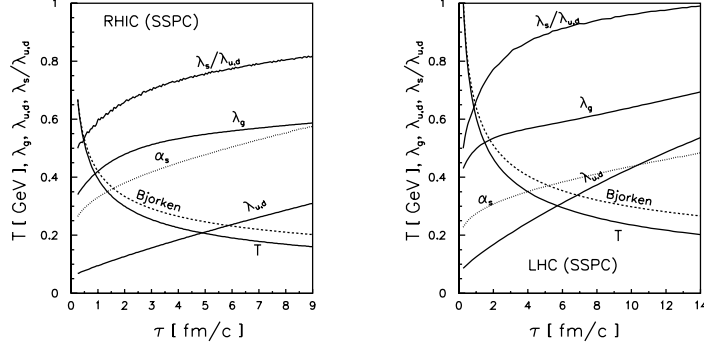 T [ GeV ], λg, λu,d, λs/λu,d
1
0.8
0.6
0.4
0.2
0
RHIC (SSPC)
λs/λu,d
λg
αs
Bjorken
λu,d
T
0 1 2 3 4 5 6 7 8 9
τ [ fm/c ]
T [ GeV ], λg, λu,d, λs/λu,d
1
0.8
0.6
0.4
0.2
0
λs/λu,d
λg
λu,d
αs
Bjorken
T
LHC (SSPC)
0 2 4 6 8 10 12 14
τ [ fm/c ]